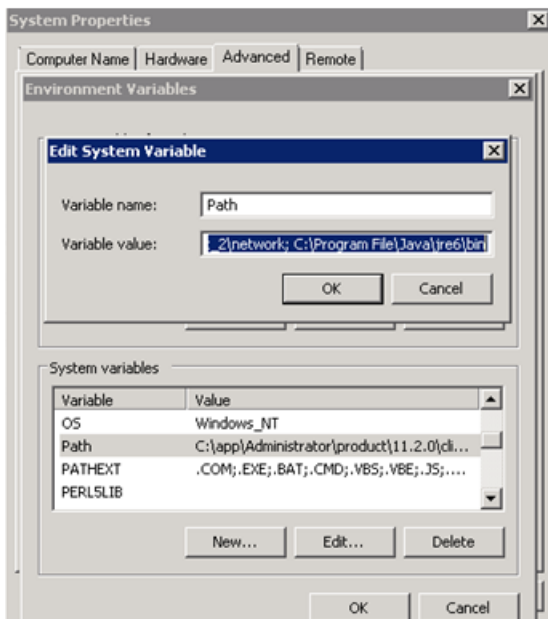 System Properties
Computer Name Hardware Advanced Remote
Environment Variables
Edit System Variable
Variable name: Path
Variable value: _2\network; C:\Program File\Java\jre6\bin
OK Cancel
System variables
Variable Value
OS Windows_NT
Path C:\app\Administrator\product\11.2.0\cli...
PATHEXT .COM;.EXE;.BAT;.CMD;.VBS;.VBE;.JS;....
PERL5LIB
New... Edit... Delete
OK Cancel